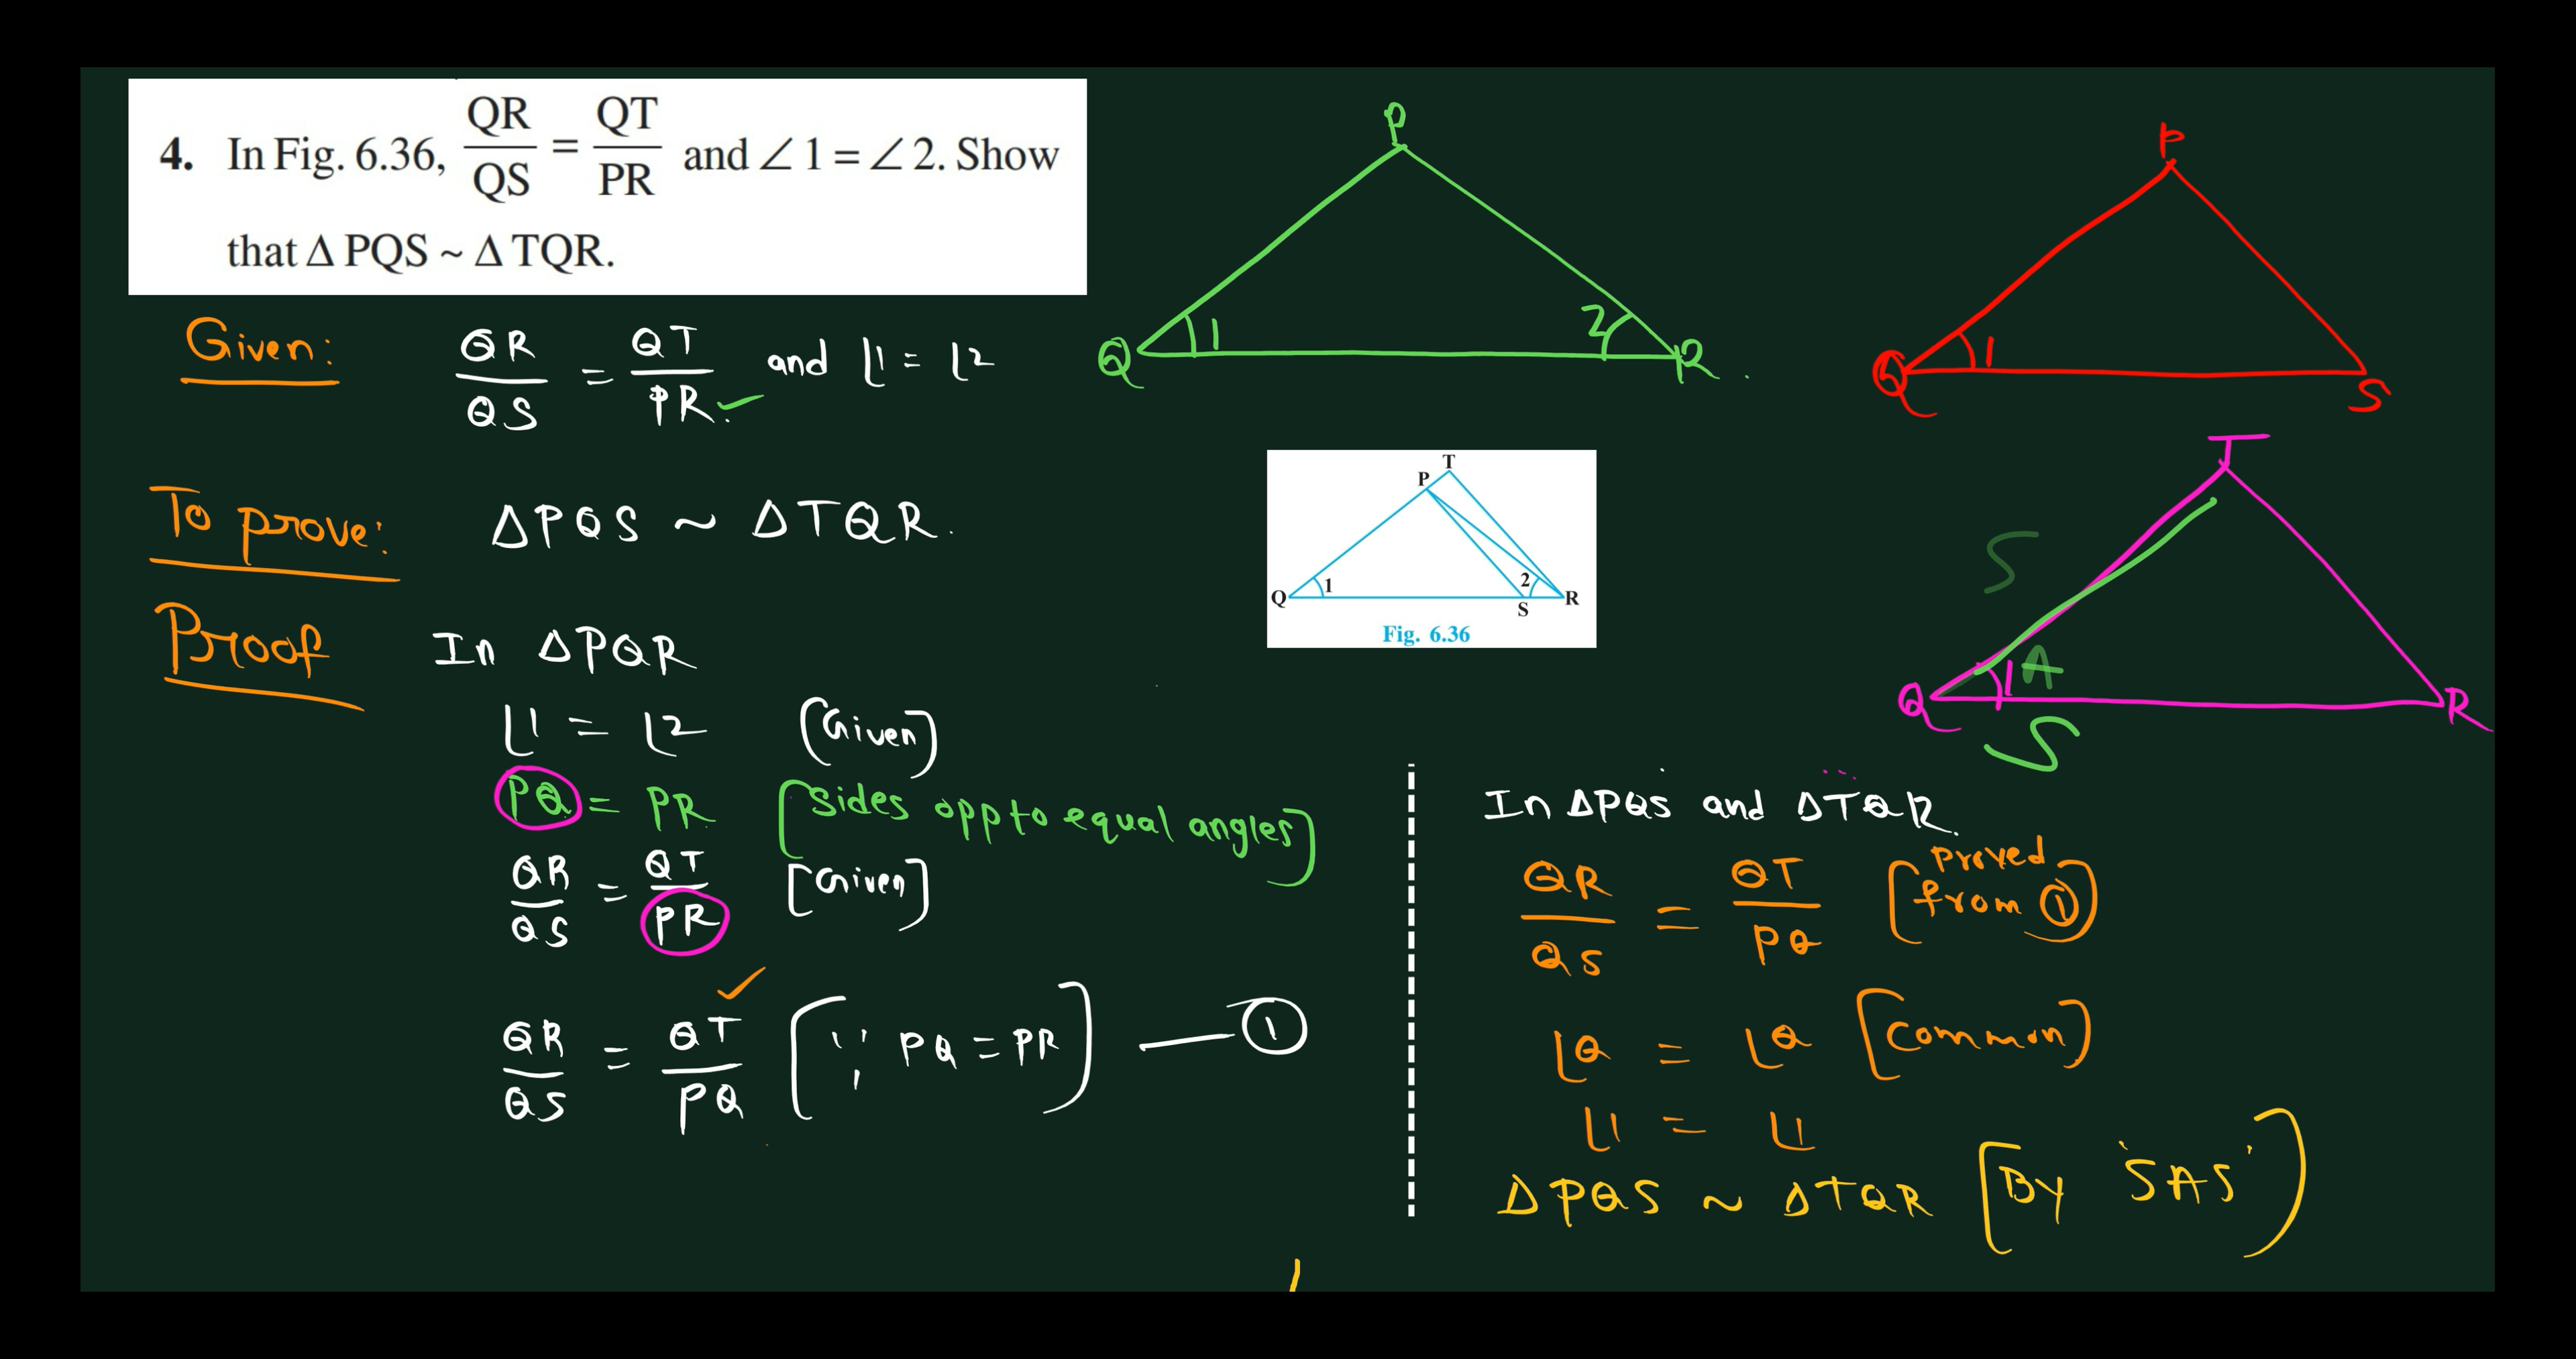 4. In Fig. 6.36, QR/QS = QT/PR and ∠ 1 = ∠ 2. Show
that Δ PQS ~ Δ TQR.
Given: QR/QS = QT/PR. and ∠1 = ∠2
To prove: ΔPQS ~ ΔTQR.
Proof In ΔPQR
∠1 = ∠2 [Given]
PQ = PR [Sides opp to equal angles]
QR/QS = QT/PR [Given]
QR/QS = QT/PQ [∵ PQ = PR] — ①
P
Q 1 2 R.
P
Q 1 S
T
P
Q 1 2 S R
Fig. 6.36
T
S
A
Q 1 R
S
In ΔPQS and ΔTQR.
QR/QS = QT/PQ [proved from ①]
∠Q = ∠Q [Common]
∠1 = ∠1
ΔPQS ~ ΔTQR [By 'SAS']